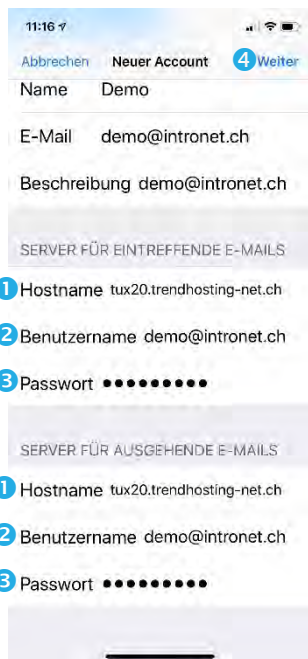 11:16
Abbrechen Neuer Account 4 Weiter
Name Demo
E-Mail demo@intronet.ch
Beschreibung demo@intronet.ch
SERVER FÜR EINTREFFENDE E-MAILS
1 Hostname tux20.trendhosting-net.ch
2 Benutzername demo@intronet.ch
3 Passwort ●●●●●●●●●
SERVER FÜR AUSGEHENDE E-MAILS
1 Hostname tux20.trendhosting-net.ch
2 Benutzername demo@intronet.ch
3 Passwort ●●●●●●●●●